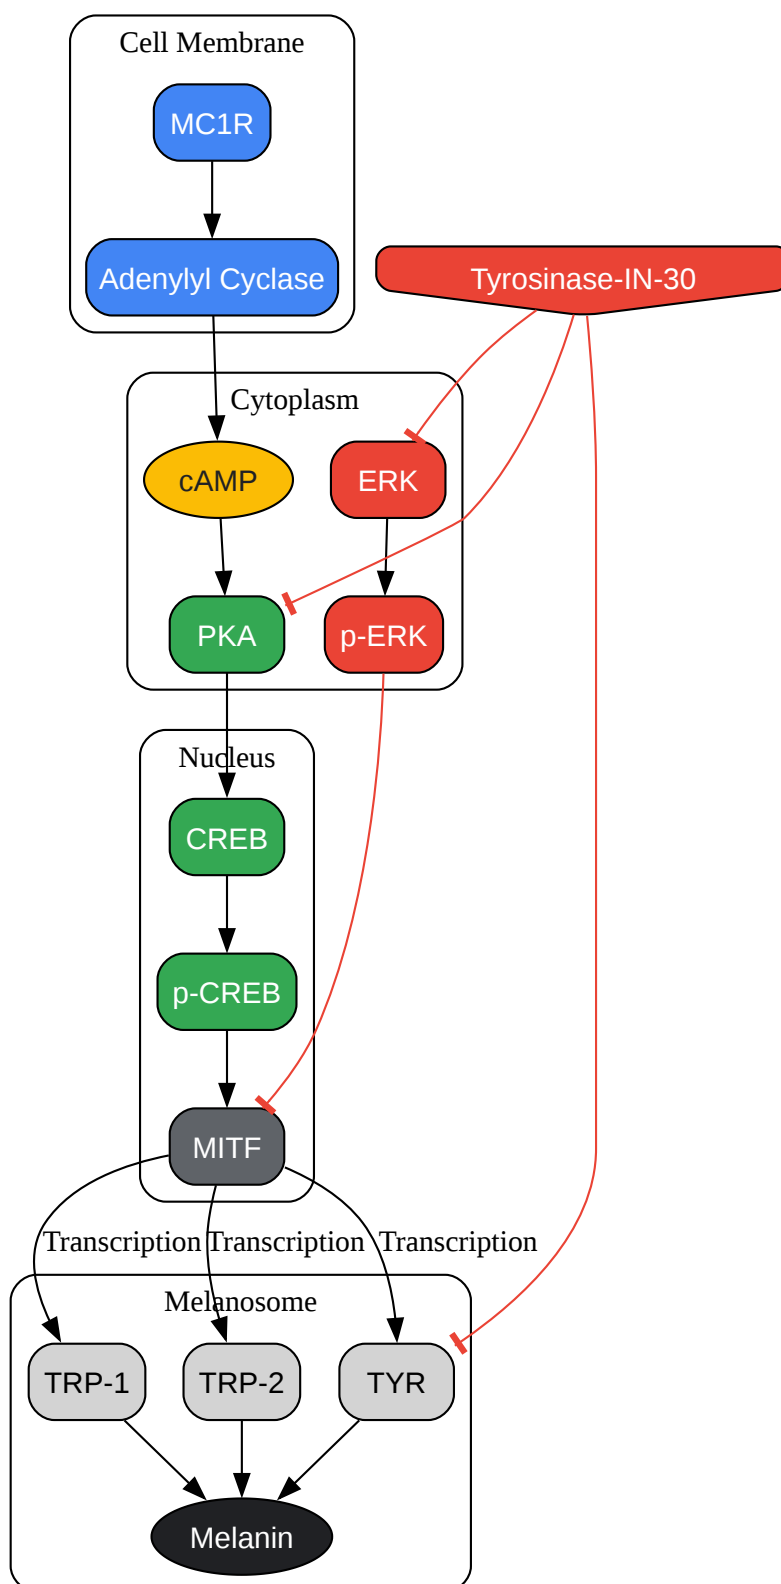 Cell Membrane
MC1R
Adenylyl Cyclase
Tyrosinase-IN-30
Cytoplasm
cAMP
ERK
PKA
p-ERK
Nucleus
CREB
p-CREB
MITF
Transcription
Transcription
Transcription
Melanosome
TRP-1
TRP-2
TYR
Melanin